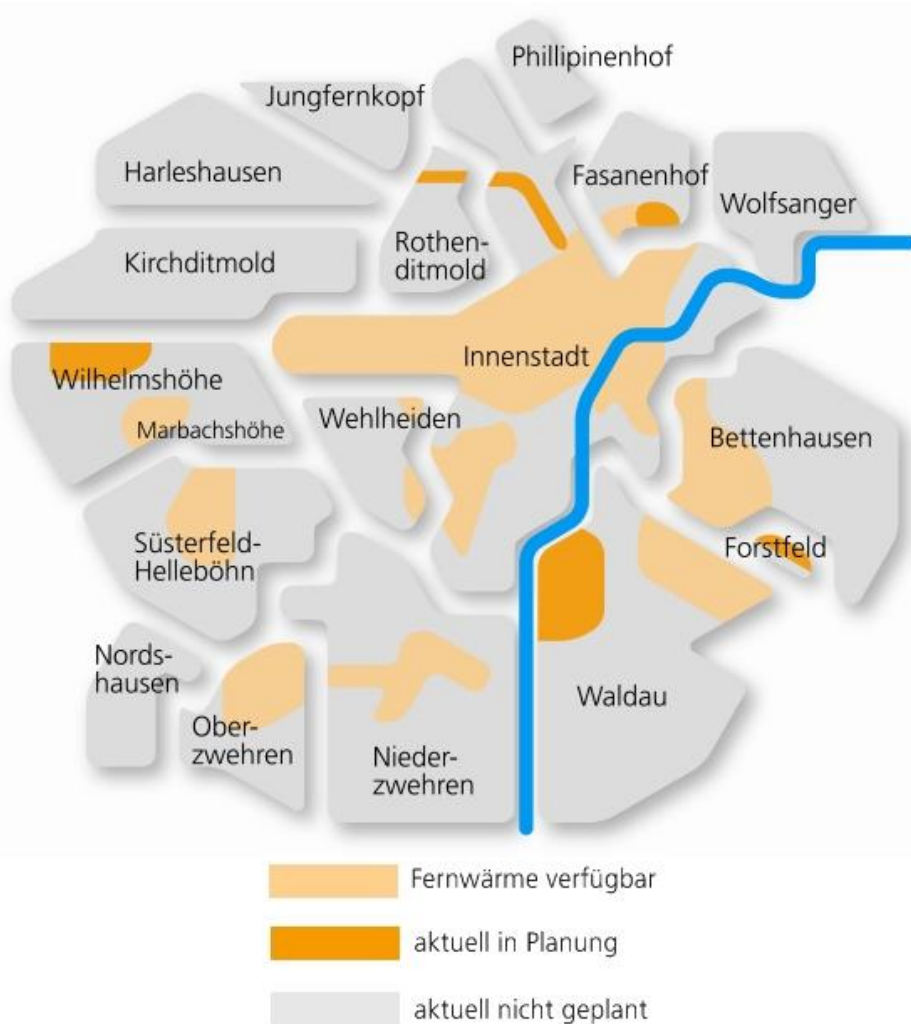 Phillipinenhof
Jungfernkopf
Harleshausen
Fasanenhof
Wolfsanger
Rothen-
ditmold
Kirchditmold
Innenstadt
Wilhelmshöhe
Marbachshöhe
Wehlheiden
Bettenhausen
Süsterfeld-
Helleböhn
Forstfeld
Nords-
hausen
Ober-
zwehren
Nieder-
zwehren
Waldau
Fernwärme verfügbar
aktuell in Planung
aktuell nicht geplant